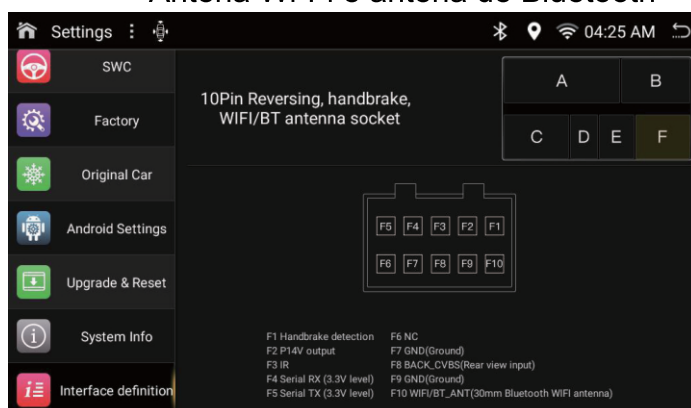 Antena Wi-Fi e antena de Bluetooth
Settings
04:25 AM
SWC
Factory
Original Car
Android Settings
Upgrade & Reset
System Info
Interface definition
10Pin Reversing, handbrake,
WIFI/BT antenna socket
A B
C D E F
F5 F4 F3 F2 F1
F6 F7 F8 F9 F10
F1 Handbrake detection
F2 P14V output
F3 IR
F4 Serial RX (3.3V level)
F5 Serial TX (3.3V level)
F6 NC
F7 GND(Ground)
F8 BACK_CVBS(Rear view input)
F9 GND(Ground)
F10 WIFI/BT_ANT(30mm Bluetooth WIFI antenna)